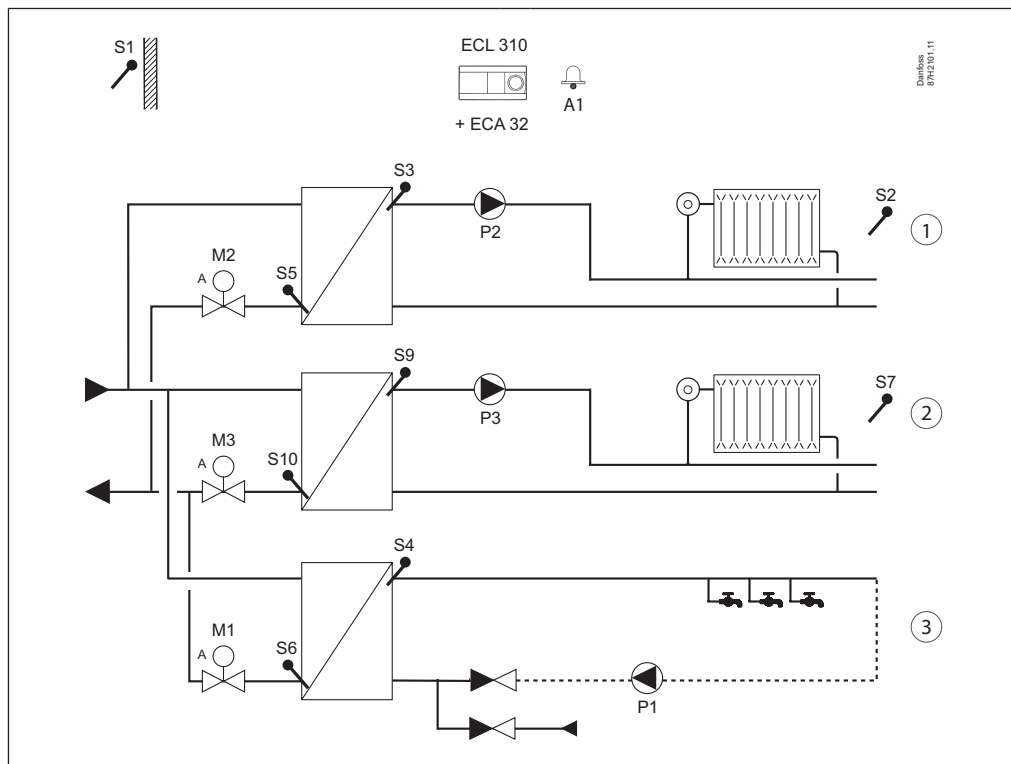 S1
ECL 310
+ ECA 32
A1
Danfoss
87H2101.11
S3
P2
S2
1
M2
A
S5
S9
P3
S7
2
M3
A
S10
S4
3
M1
A
S6
P1